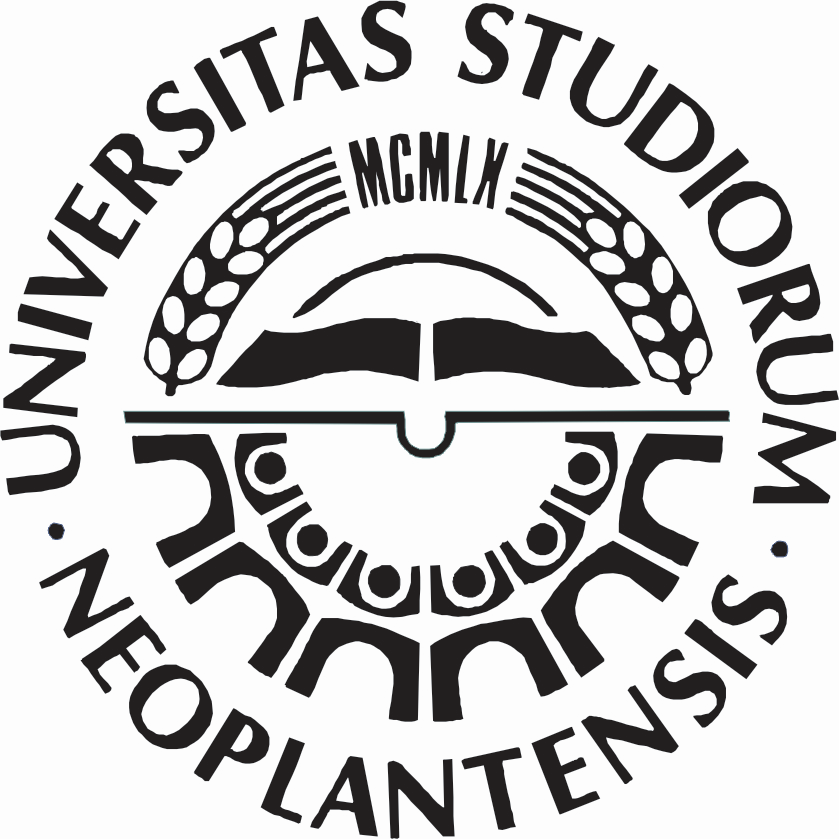 UNIVERSITAS STUDIORUM
MCMLX
• NEOPLANTENSIS •